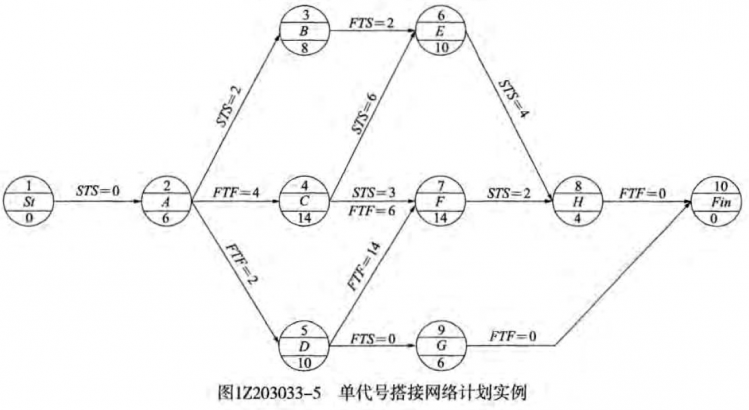 3
B
8
FTS=2
6
E
10
STS=2
STS=6
STS=4
1
St
0
STS=0
2
A
6
FTF=4
4
C
14
STS=3
FTF=6
7
F
14
STS=2
8
H
4
FTF=0
10
Fin
0
FTF=2
FTF=14
5
D
10
FTS=0
9
G
6
FTF=0
图1Z203033-5 单代号搭接网络计划实例